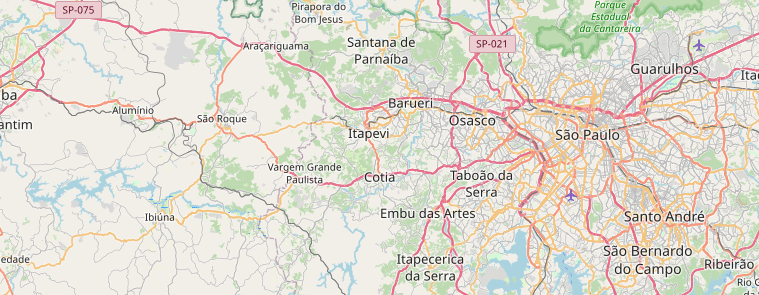 SP-075
Pirapora do
Bom Jesus
Parque
Estadual
da Cantareira
Araçariguama
Santana de
Parnaíba
SP-021
Guarulhos
ba
Itaq
Barueri
Alumínio
São Roque
Osasco
antim
Itapevi
São Paulo
Vargem Grande
Paulista
Cotia
Taboão da
Serra
Ibiúna
Embu das Artes
Santo André
São Bernardo
do Campo
edade
Itapecerica
da Serra
Ribeirão
Rio G